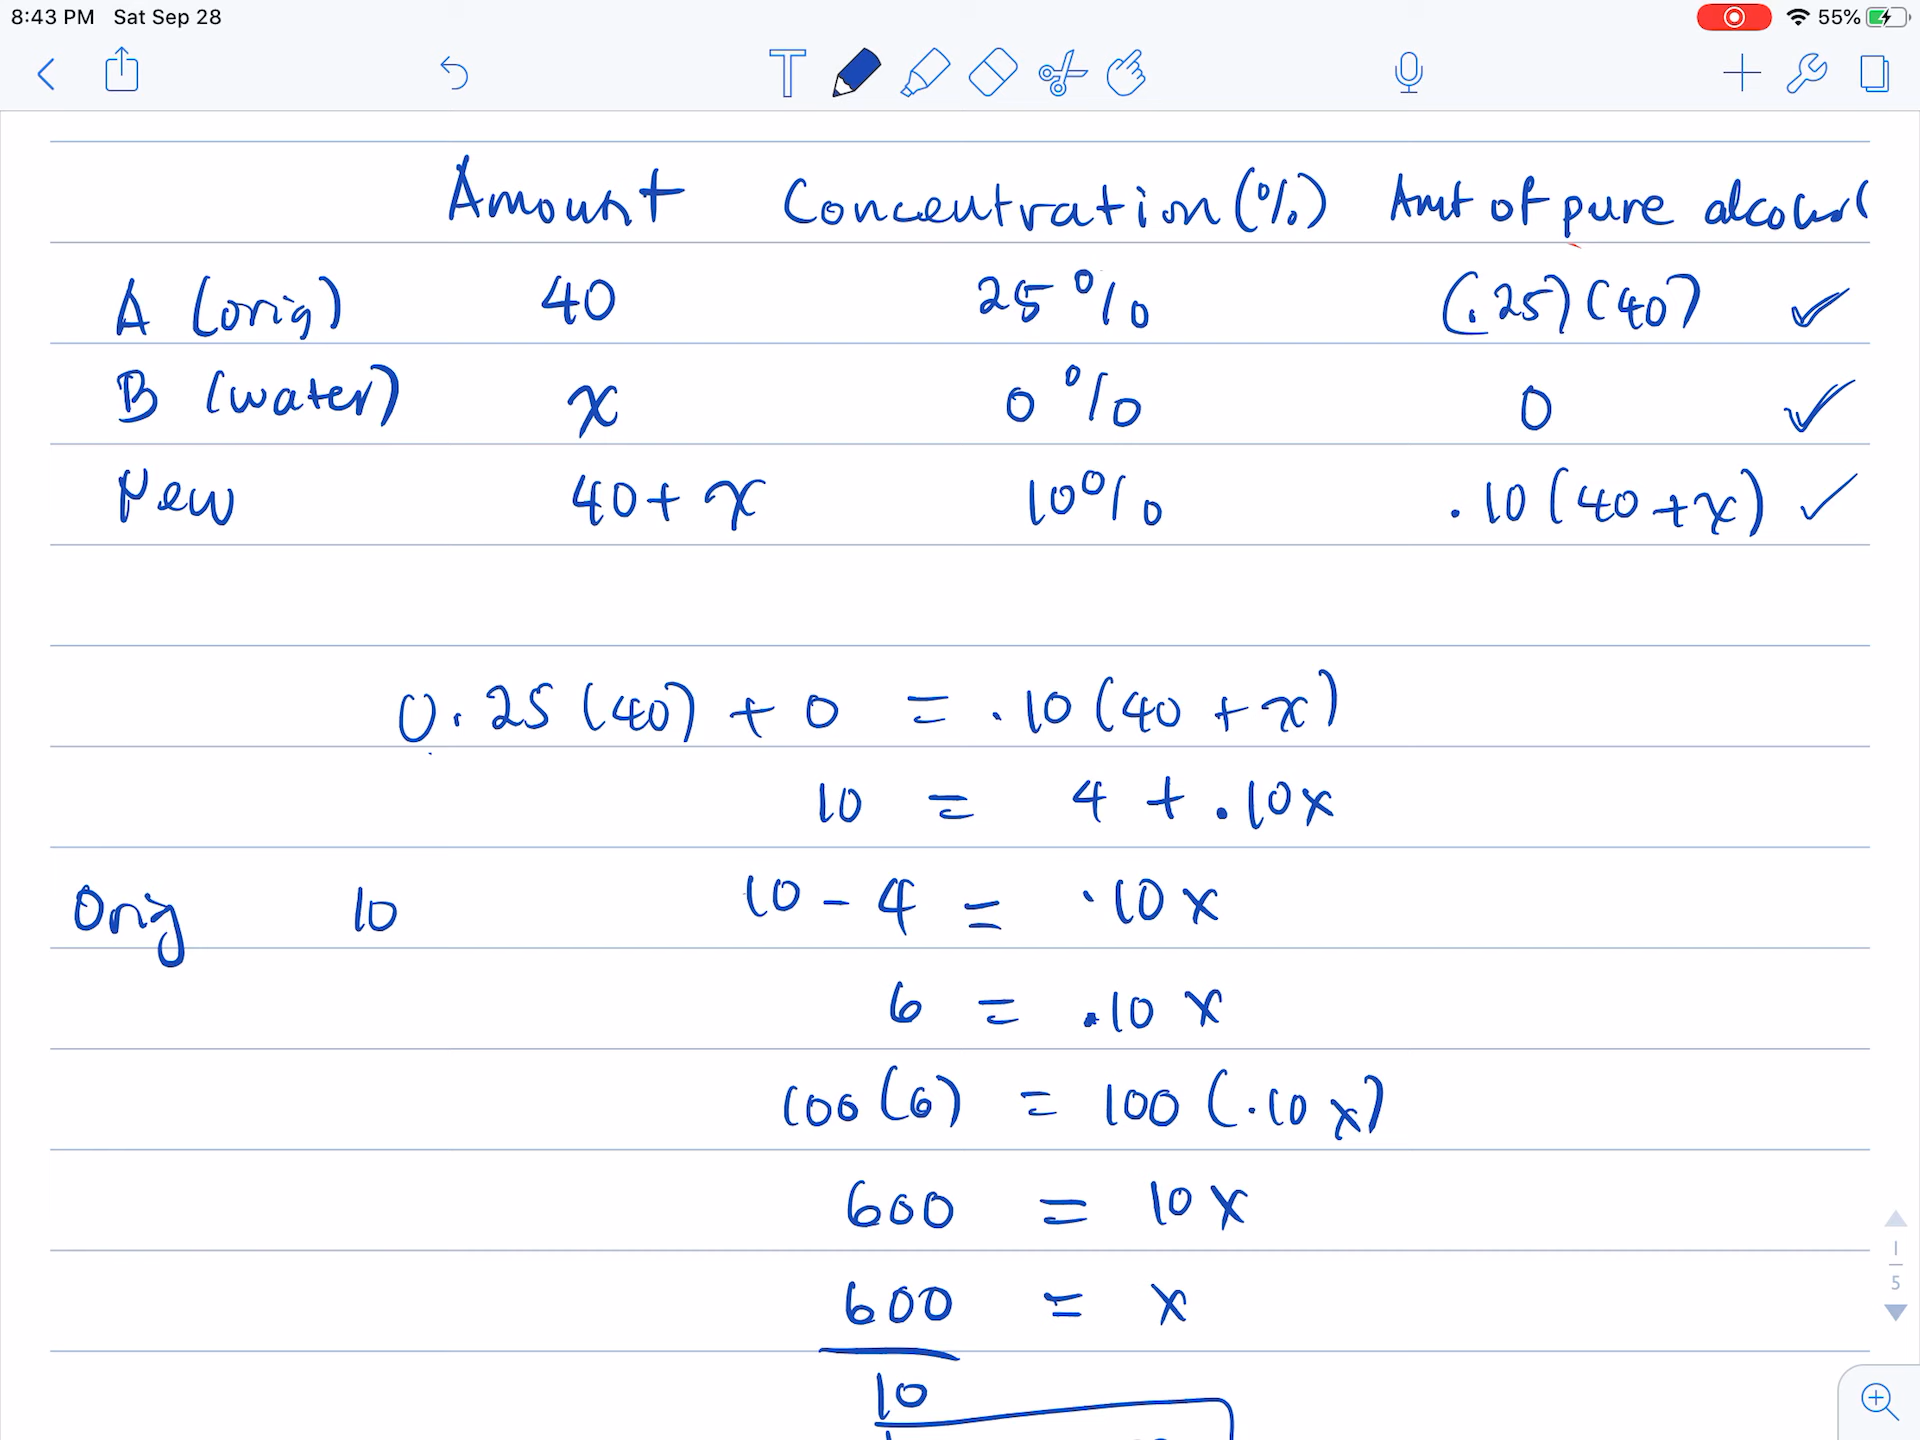 8:43 PM Sat Sep 28 55%
T
Amount Concentration (%) Amt of pure alcohol
A (orig) 40 25% (.25)(40) ✓
B (water) x 0% 0 ✓
New 40 + x 10% .10(40 + x) ✓
0.25(40) + 0 = .10(40 + x)
10 = 4 + .10x
Orig 10 10 - 4 = .10x
6 = .10x
100(6) = 100(.10x)
600 = 10x
1
5
600 = x
10